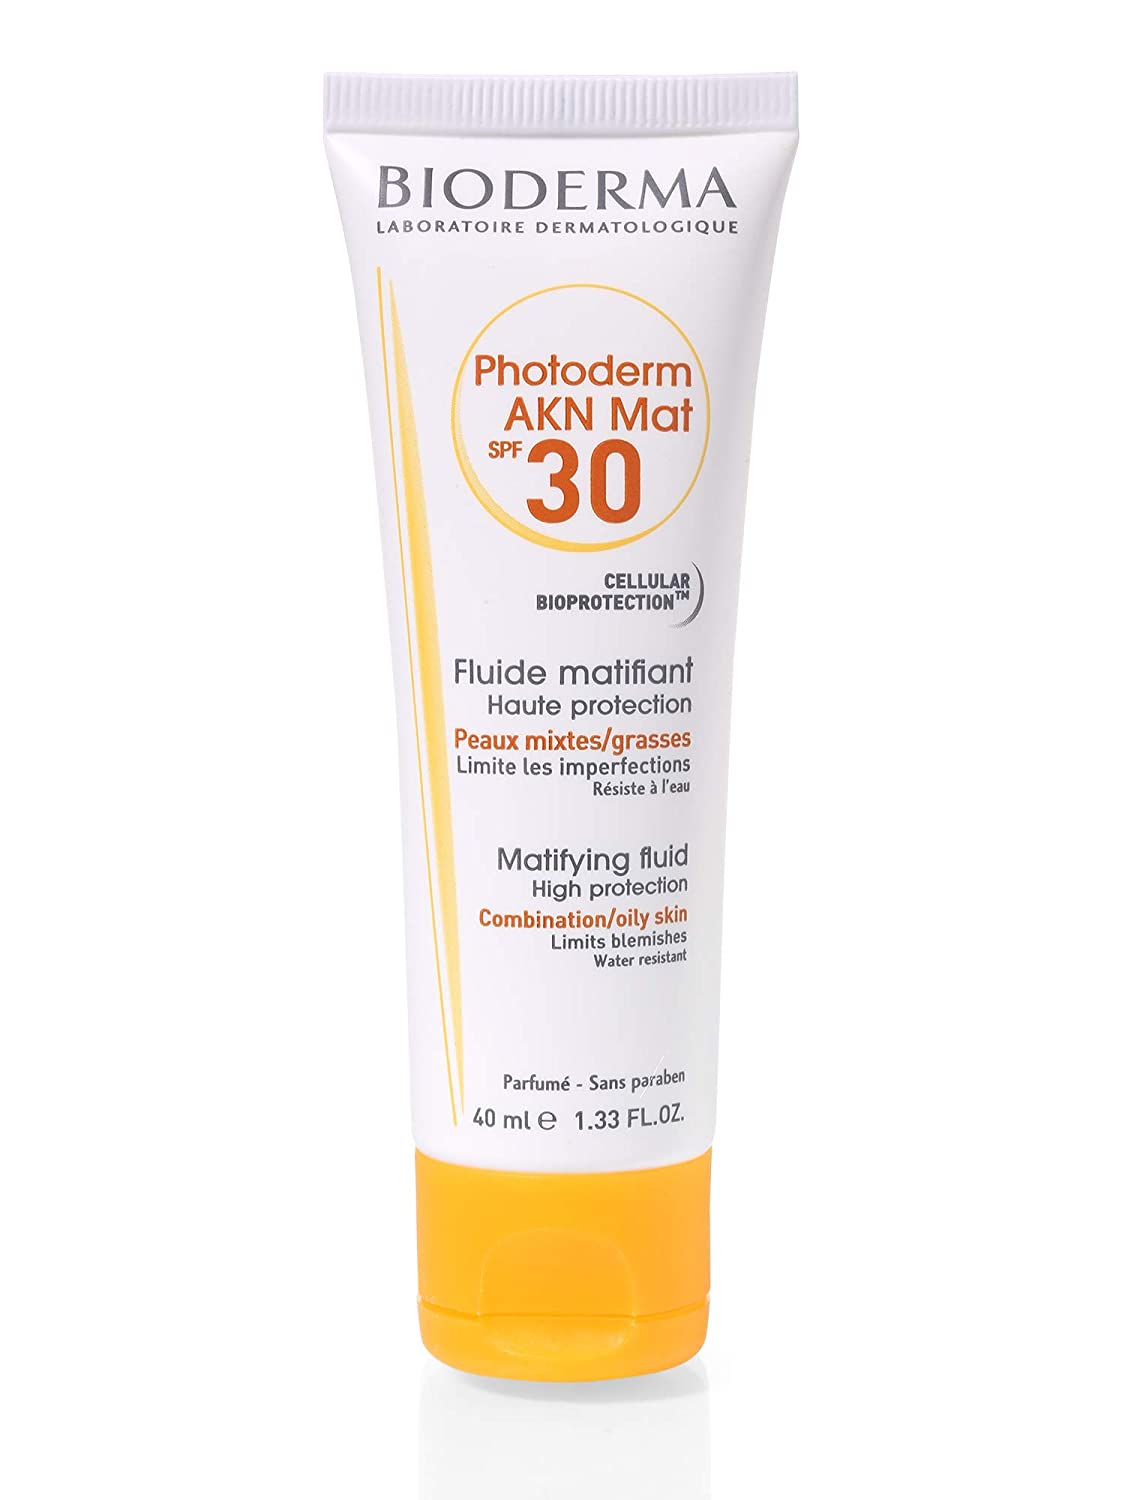 BIODERMA
LABORATOIRE DERMATOLOGIQUE
Photoderm
AKN Mat
SPF 30
CELLULAR
BIOPROTECTION™
Fluide matifiant
Haute protection
Peaux mixtes/grasses
Limite les imperfections
Résiste à l'eau
Matifying fluid
High protection
Combination/oily skin
Limits blemishes
Water resistant
Parfumé - Sans paraben
40 ml e 1.33 FL.OZ.